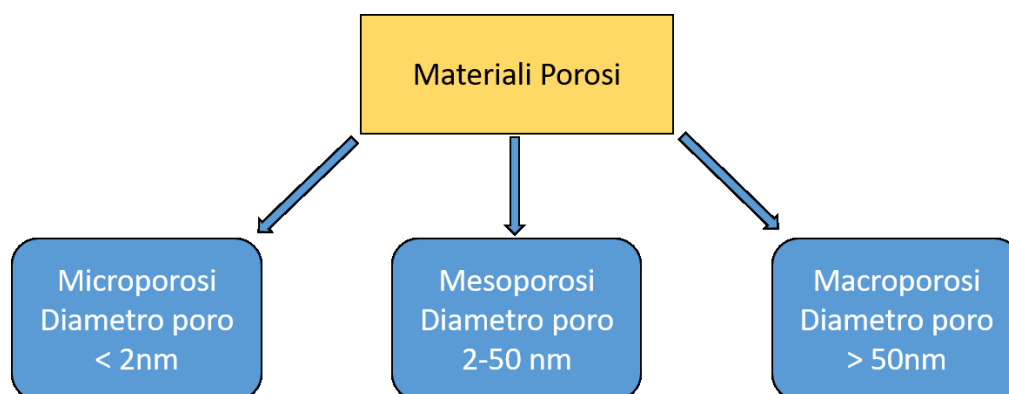 Materiali Porosi
Microporosi
Diametro poro
< 2nm
Mesoporosi
Diametro poro
2-50 nm
Macroporosi
Diametro poro
> 50nm